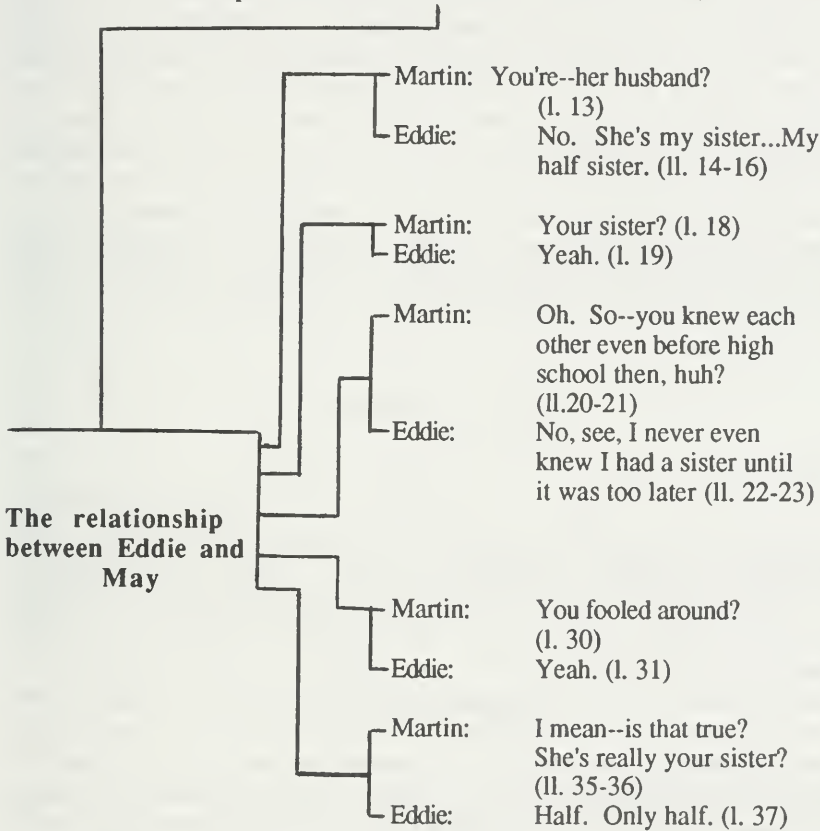 Martin: You're--her husband?
(l. 13)
Eddie: No. She's my sister...My
half sister. (ll. 14-16)
Martin: Your sister? (l. 18)
Eddie: Yeah. (l. 19)
Martin: Oh. So--you knew each
other even before high
school then, huh?
(ll.20-21)
Eddie: No, see, I never even
knew I had a sister until
it was too later (ll. 22-23)
The relationship
between Eddie and
May
Martin: You fooled around?
(l. 30)
Eddie: Yeah. (l. 31)
Martin: I mean--is that true?
She's really your sister?
(ll. 35-36)
Eddie: Half. Only half. (l. 37)